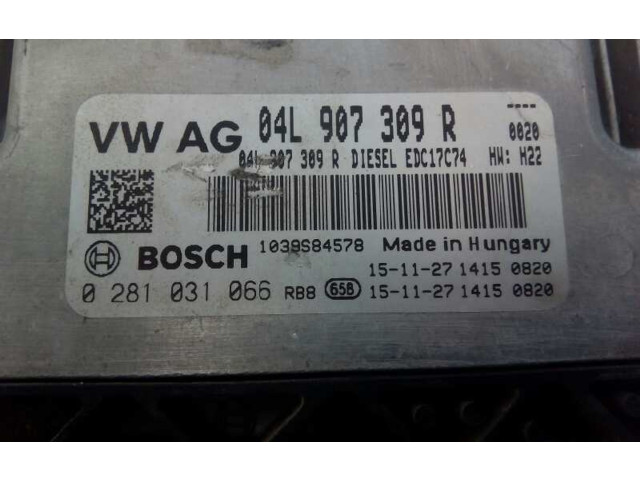 VW AG 04L 907 309 R ----
0020
04L 907 309 R DIESEL EDC17C74 HW: H22
BOSCH 1039S84578 Made in Hungary
15-11-27 1415 0820
0 281 031 066 RB8 65B 15-11-27 1415 0820